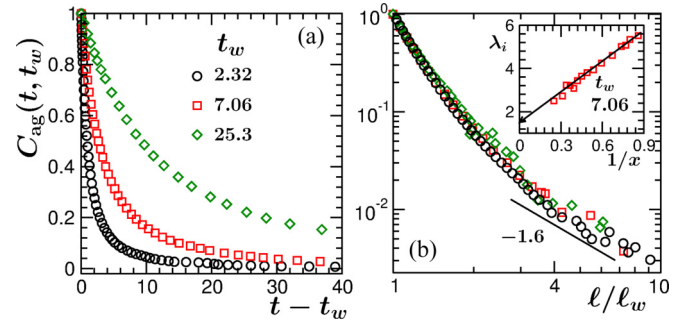 1
0.8
0.6
0.4
0.2
0
C_ag(t, t_w)
(a)
t_w
2.32
7.06
25.3
0 10 20 30 40
t − t_w
10^0
10^-1
10^-2
(b)
−1.6
1 2 4 10
ℓ/ℓ_w
λ_i
6
4
2
t_w
7.06
0 0.3 0.6 0.9
1/x